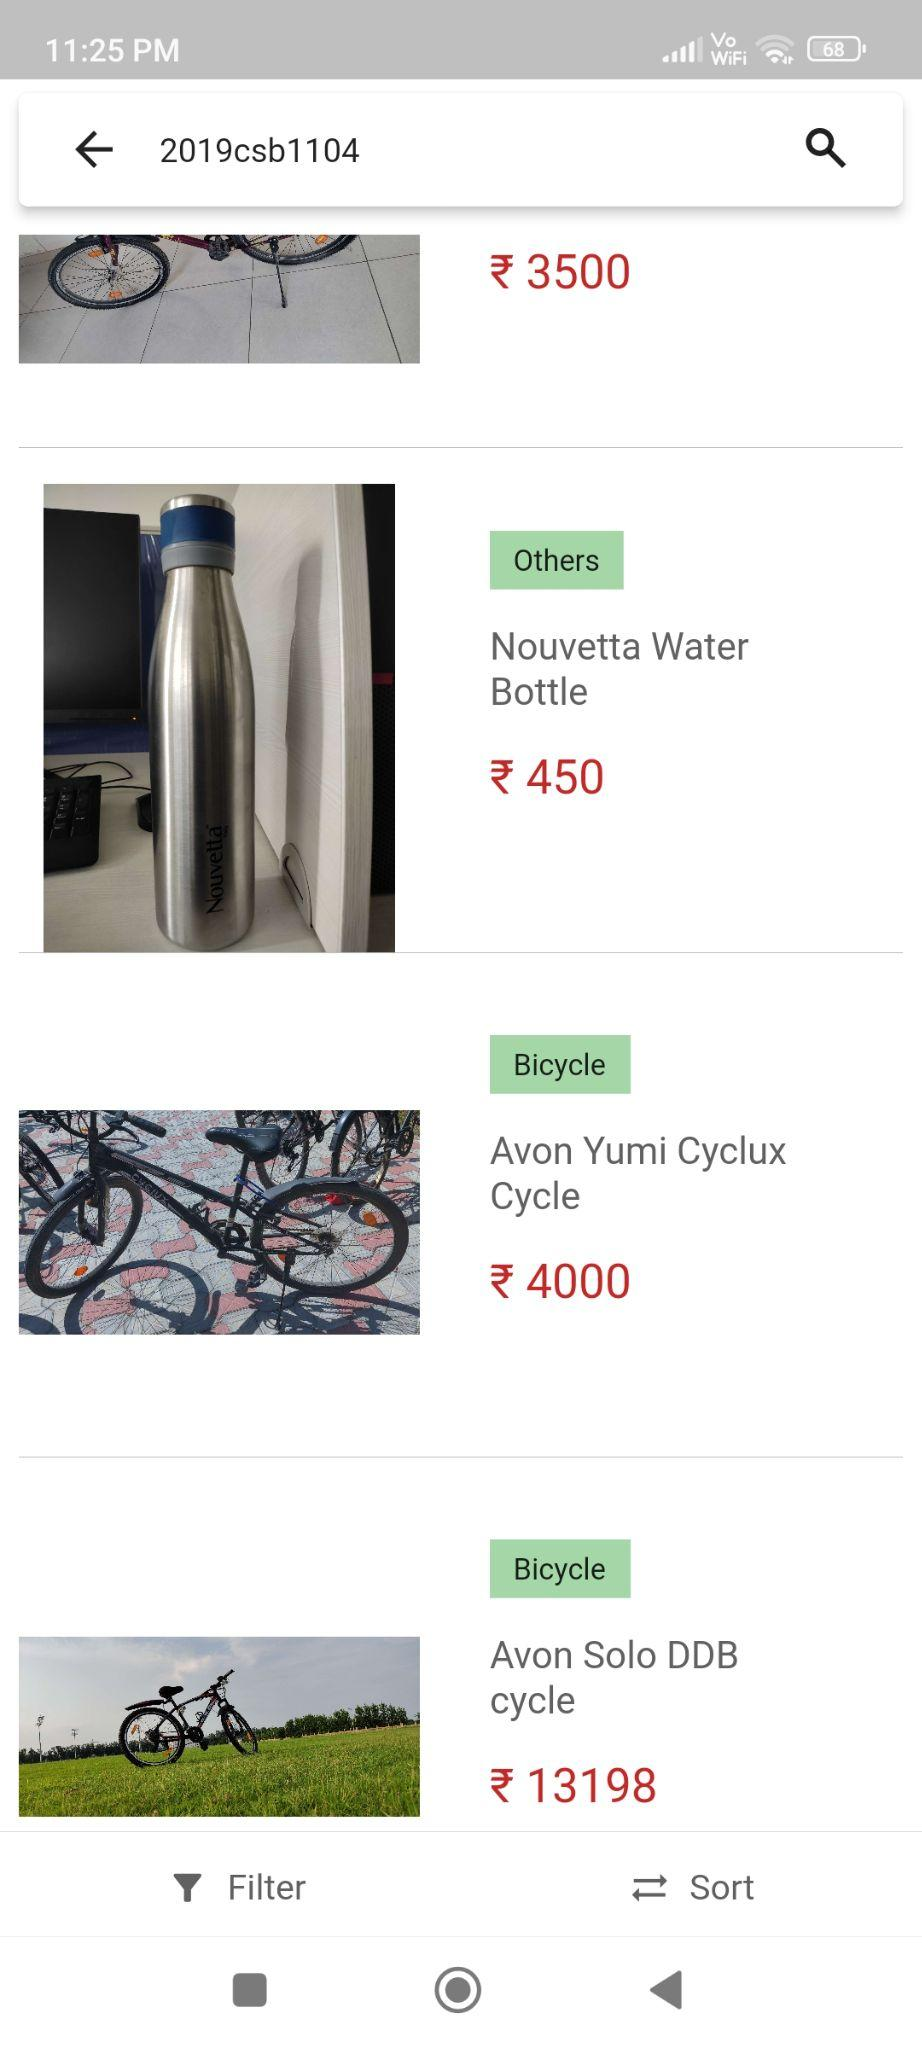 11:25 PM
Vo
WiFi
68
2019csb1104
₹ 3500
Others
Nouvetta Water
Bottle
₹ 450
Nouvetta
Bicycle
Avon Yumi Cyclux
Cycle
₹ 4000
Bicycle
Avon Solo DDB
cycle
₹ 13198
Filter
Sort